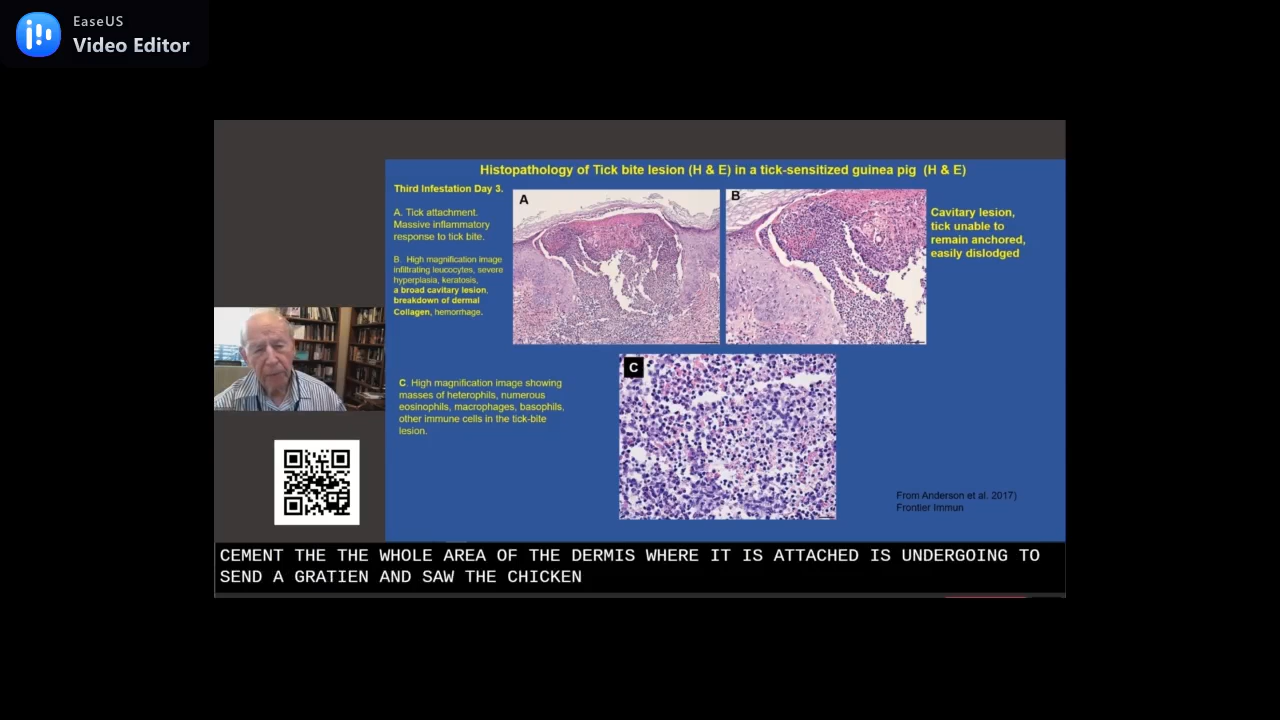 EaseUS
Video Editor
Histopathology of Tick bite lesion (H & E) in a tick-sensitized guinea pig (H & E)
Third Infestation Day 3.
A. Tick attachment.
Massive inflammatory
response to tick bite.
B. High magnification image
infiltrating leucocytes, severe
hyperplasia, keratosis,
a broad cavitary lesion,
breakdown of dermal
Collagen, hemorrhage.
A
B
Cavitary lesion,
tick unable to
remain anchored,
easily dislodged
C. High magnification image showing
masses of heterophils, numerous
eosinophils, macrophages, basophils,
other immune cells in the tick-bite
lesion.
C
From Anderson et al. 2017)
Frontier Immun
CEMENT THE THE WHOLE AREA OF THE DERMIS WHERE IT IS ATTACHED IS UNDERGOING TO
SEND A GRATIEN AND SAW THE CHICKEN